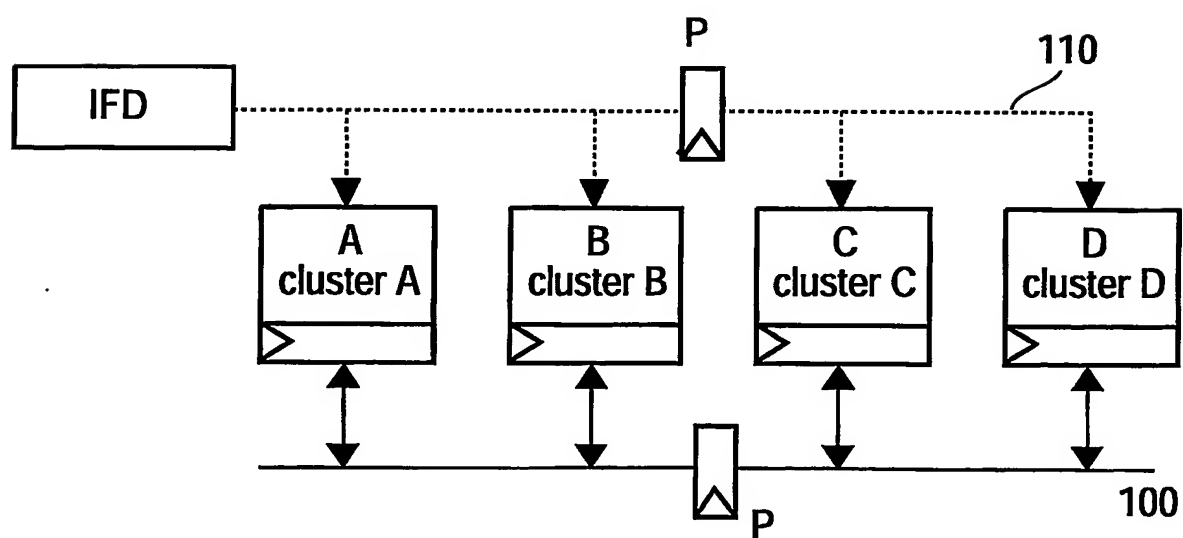 P
110
IFD
A
cluster A
B
cluster B
C
cluster C
D
cluster D
100
P